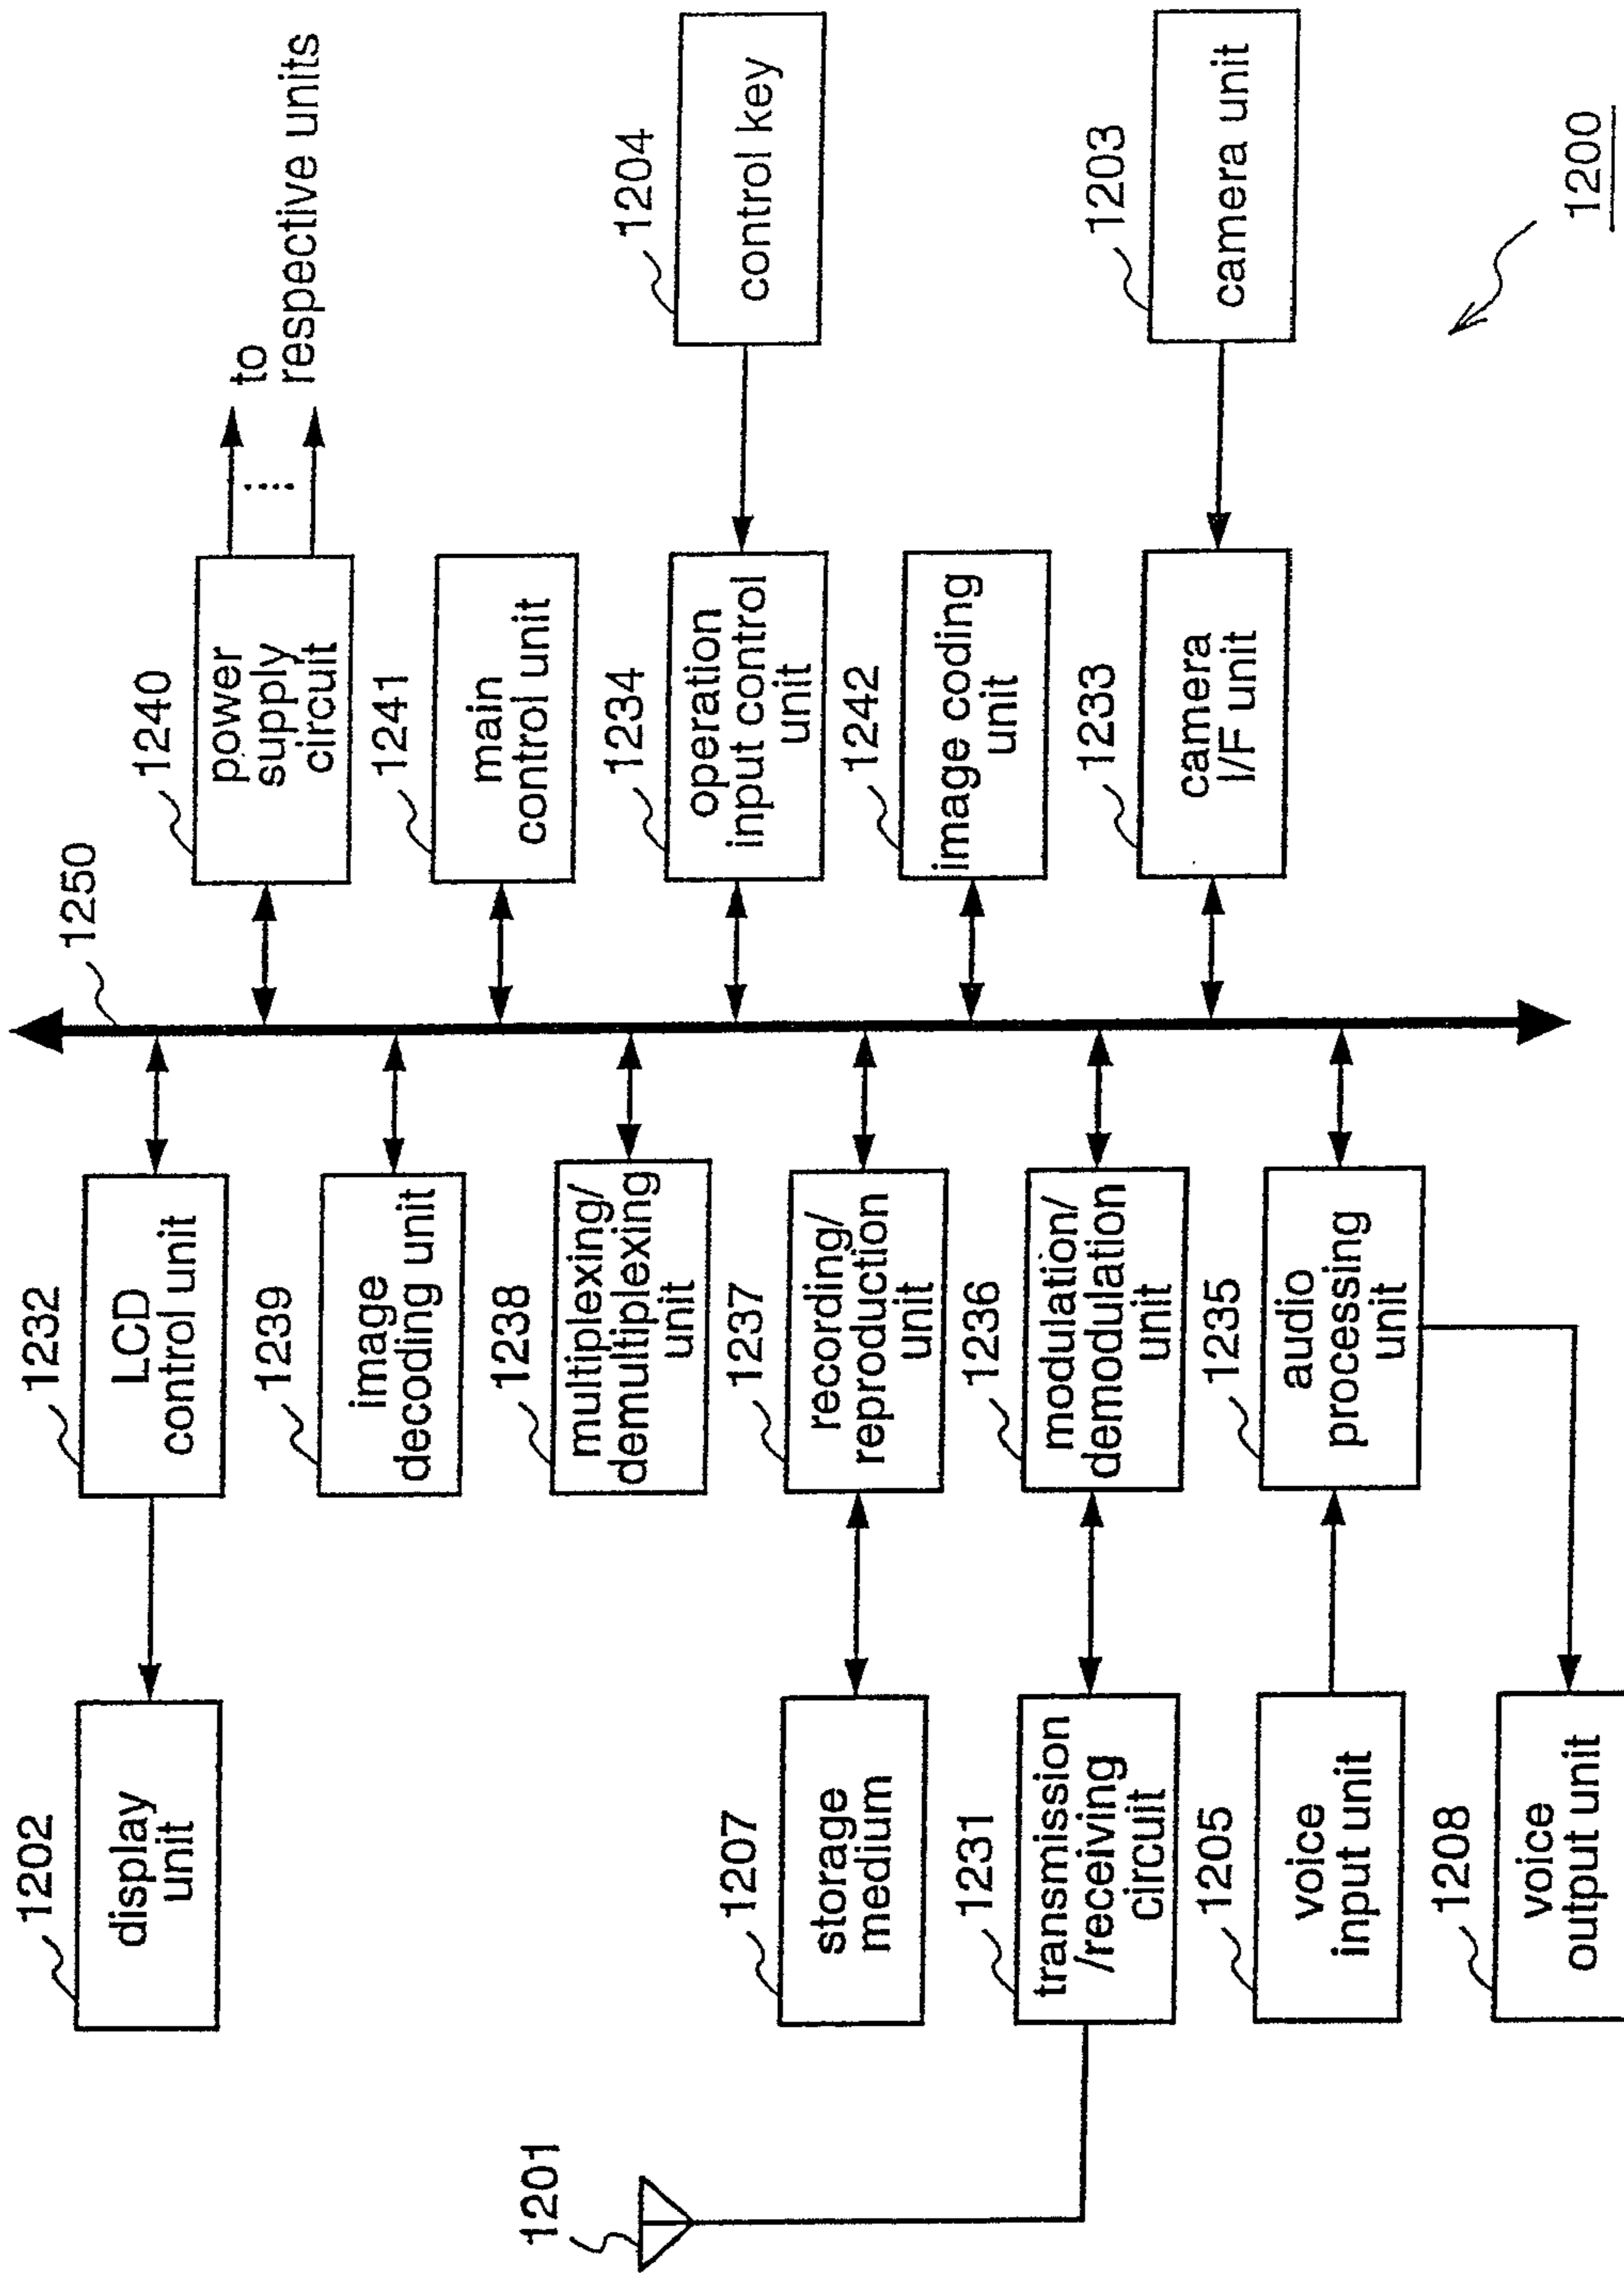 1201
1202
display
unit
1207
storage
medium
1231
transmission
/receiving
circuit
1205
voice
input unit
1208
voice
output unit
1232
LCD
control unit
1239
image
decoding unit
1238
multiplexing/
demultiplexing
unit
1237
recording/
reproduction
unit
1236
modulation/
demodulation
unit
1235
audio
processing
unit
1250
1240
power
supply
circuit
1241
main
control unit
1234
operation
input control
unit
1242
image coding
unit
1233
camera
I/F unit
to
respective units
1204
control key
1203
camera unit
1200